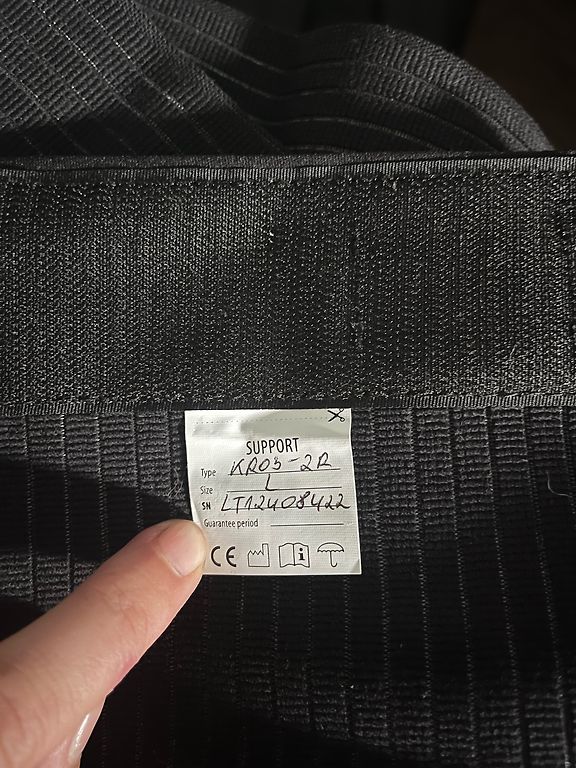 SUPPORT
Type KR03-2R
Size L
SN LT12408422
Guarantee period
CE